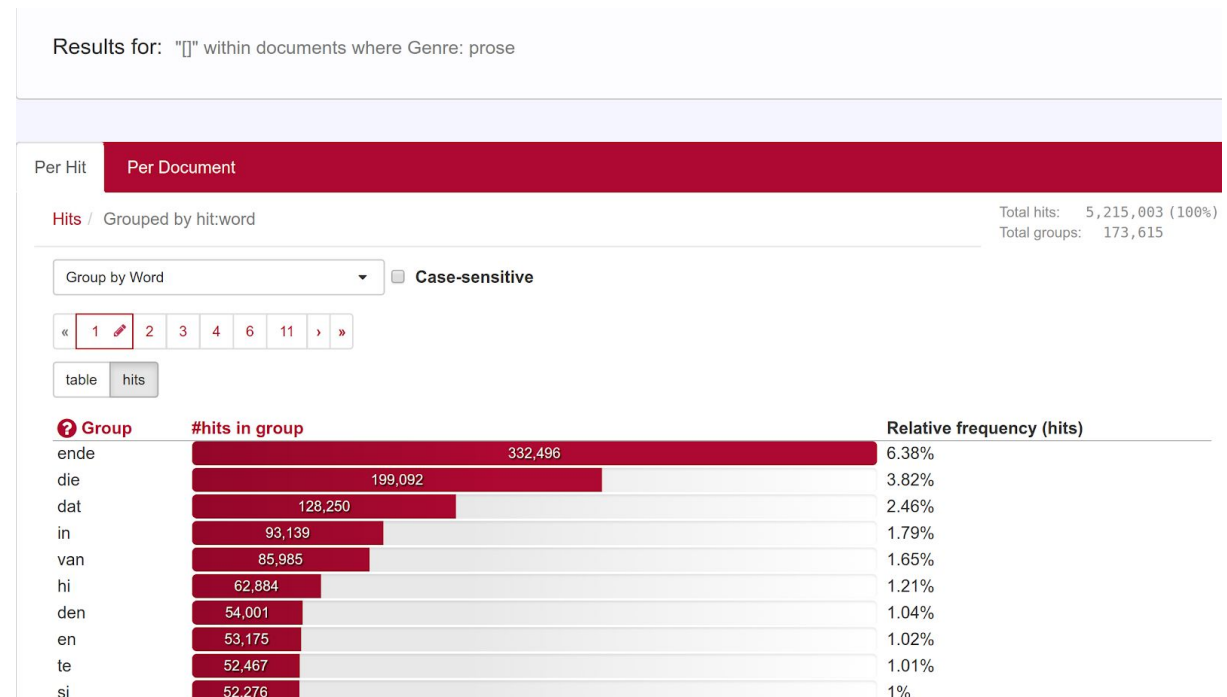 Results for: "[]" within documents where Genre: prose
Per Hit Per Document
Hits / Grouped by hit:word
Total hits: 5,215,003 (100%)
Total groups: 173,615
Group by Word Case-sensitive
« 1 2 3 4 6 11 › »
table hits
? Group #hits in group Relative frequency (hits)
ende 332,496 6.38%
die 199,092 3.82%
dat 128,250 2.46%
in 93,139 1.79%
van 85,985 1.65%
hi 62,884 1.21%
den 54,001 1.04%
en 53,175 1.02%
te 52,467 1.01%
si 52,276 1%